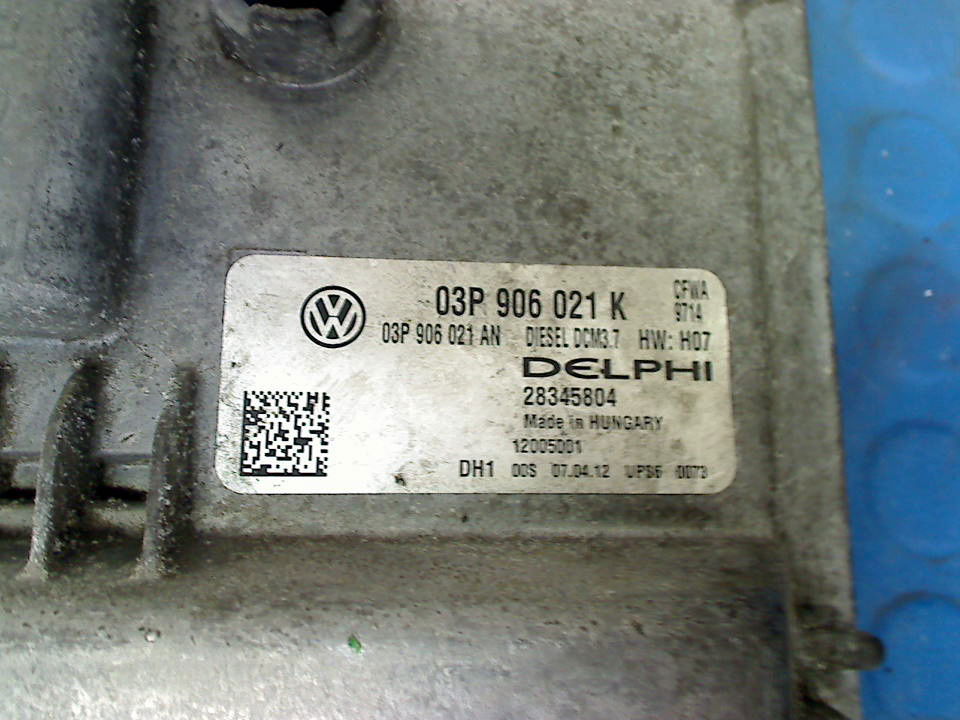 03P 906 021 K
CFWA
9714
03P 906 021 AN DIESEL DCM3.7 HW: H07
DELPHI
28345804
Made in HUNGARY
12005001
DH1 00S 07.04.12 UPS6 0073